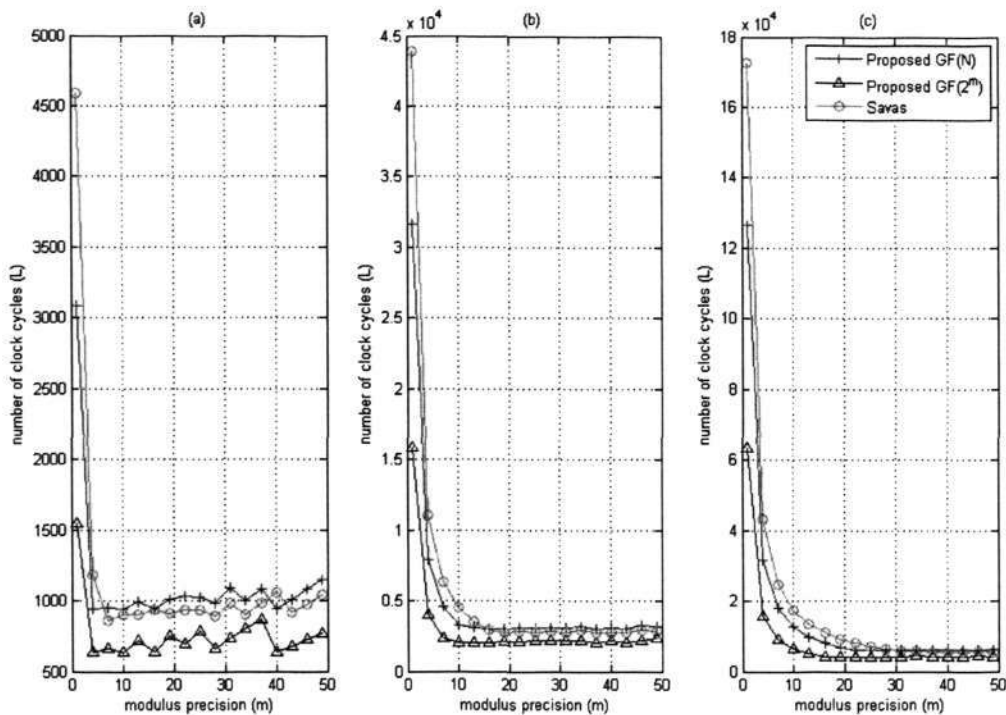 (a)
5000
4500
4000
3500
3000
2500
2000
1500
1000
500
0 10 20 30 40 50
number of clock cycles (L)
modulus precision (m)
x 10^4
(b)
4.5
4
3.5
3
2.5
2
1.5
1
0.5
0
0 10 20 30 40 50
number of clock cycles (L)
modulus precision (m)
x 10^4
(c)
18
16
14
12
10
8
6
4
2
0
0 10 20 30 40 50
number of clock cycles (L)
modulus precision (m)
Proposed GF(N)
Proposed GF(2^m)
Savas